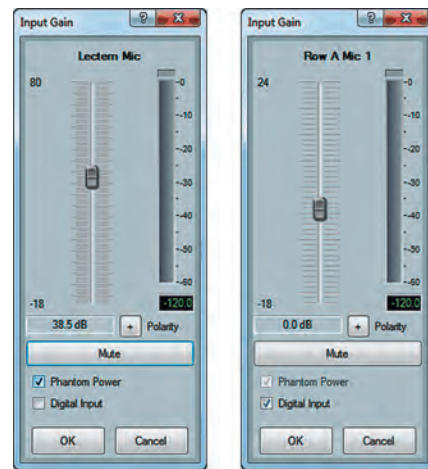 Input Gain
Lectern Mic
80
-0
--10
--20
--30
--40
--50
--60
-18
-120.0
38.5 dB
+
Polarity
Mute
Phantom Power
Digital Input
OK
Cancel
Input Gain
Row A Mic 1
24
-0
--10
--20
--30
--40
--50
--60
-18
-120.0
0.0 dB
+
Polarity
Mute
Phantom Power
Digital Input
OK
Cancel